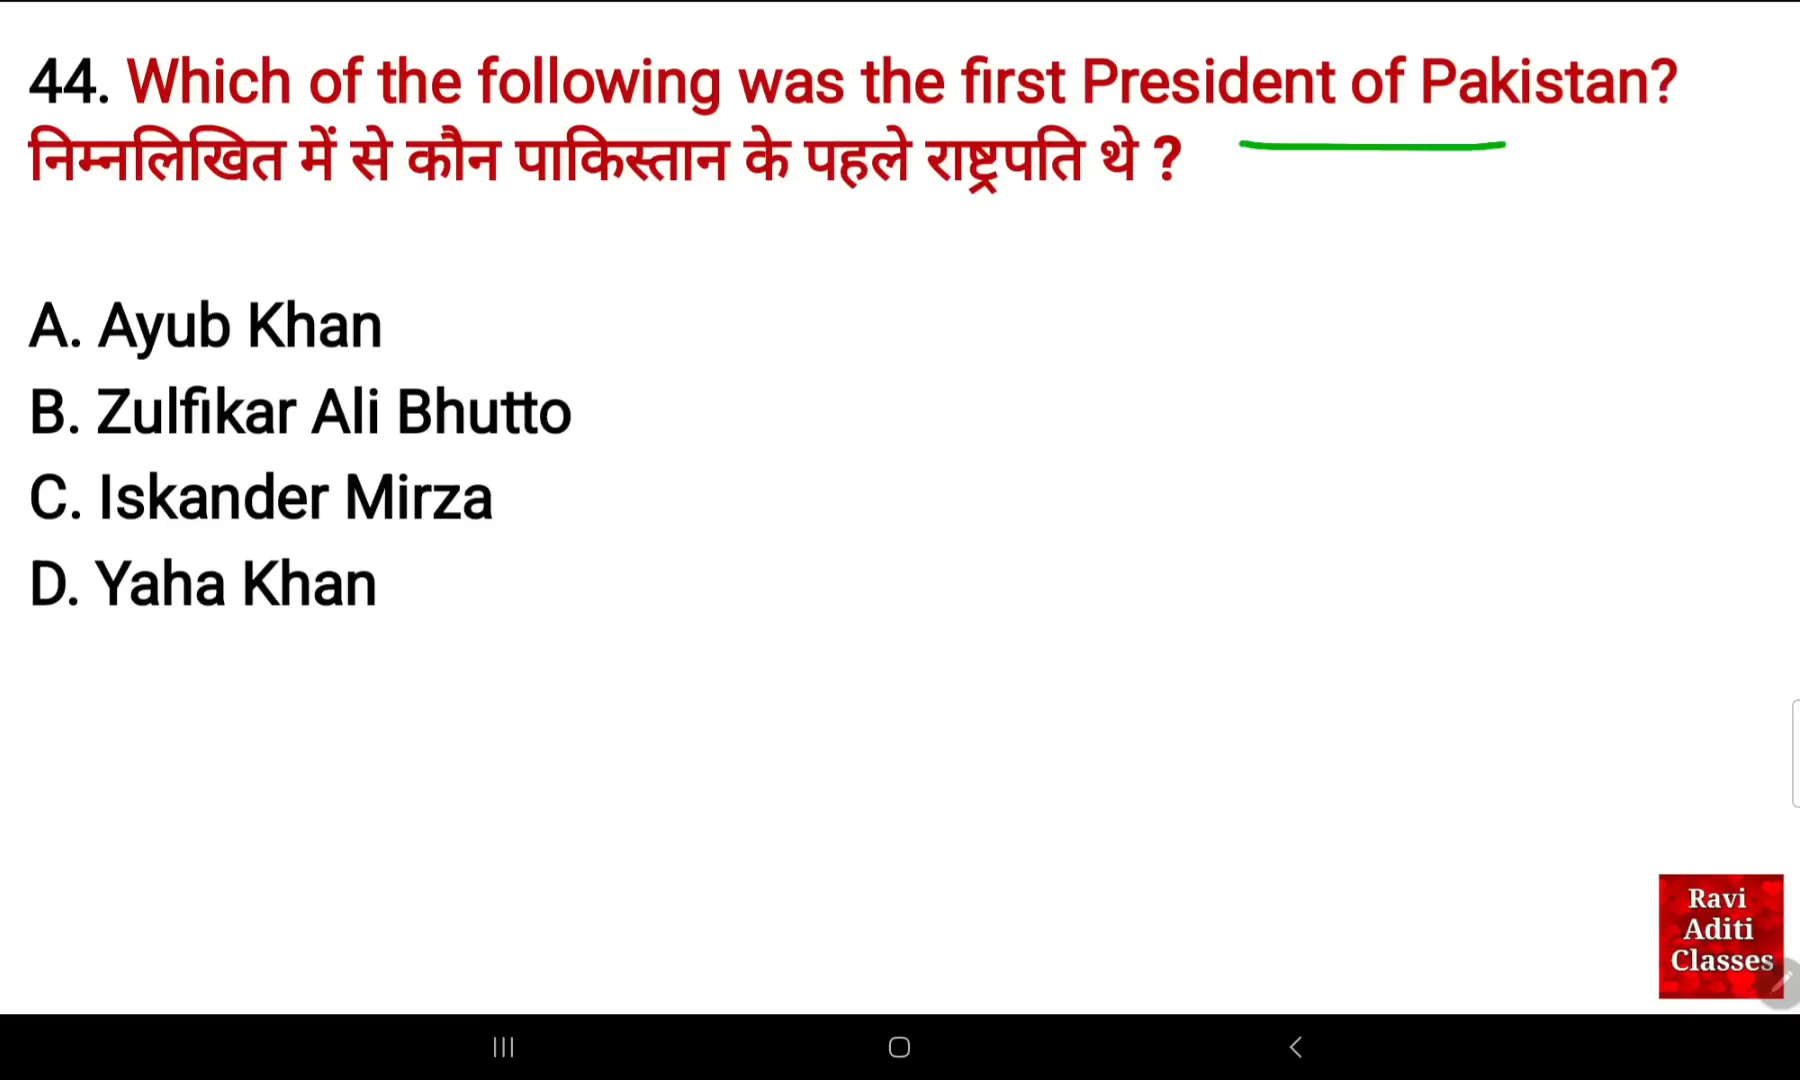 44. Which of the following was the first President of Pakistan?
निम्नलिखित में से कौन पाकिस्तान के पहले राष्ट्रपति थे ?
A. Ayub Khan
B. Zulfikar Ali Bhutto
C. Iskander Mirza
D. Yaha Khan
Ravi
Aditi
Classes